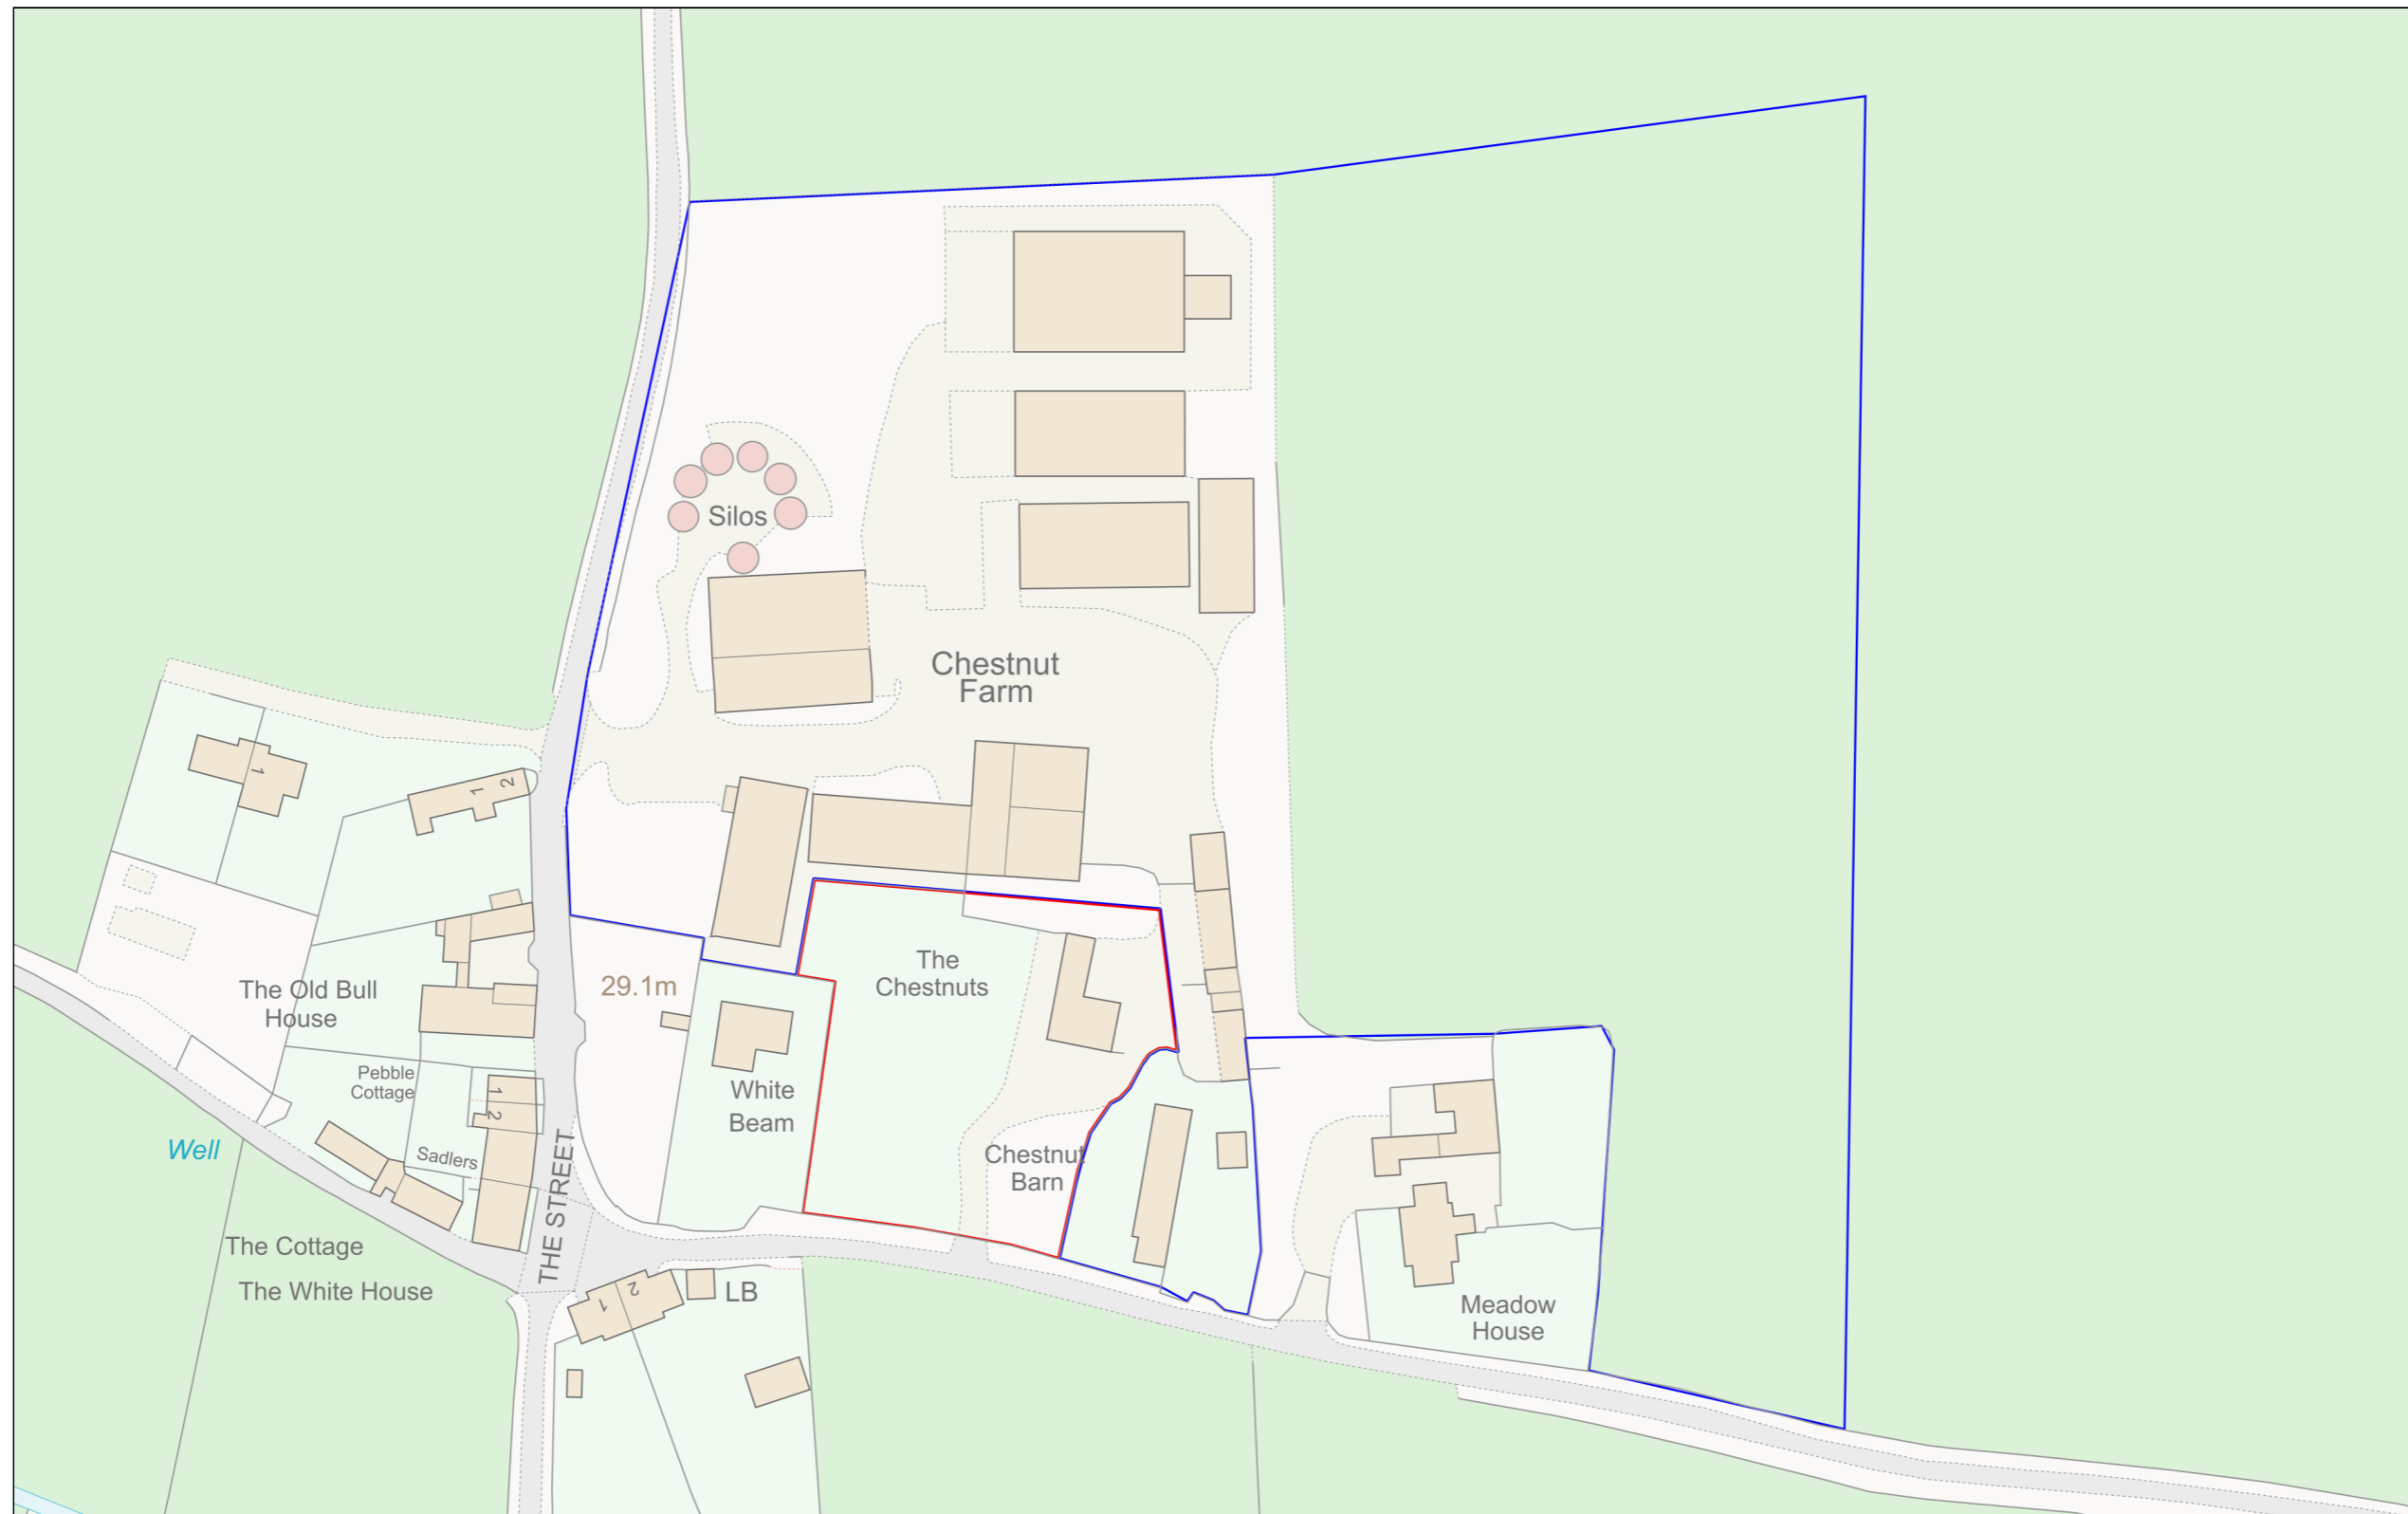 Silos
Chestnut
Farm
1
1
2
The
Chestnuts
29.1m
The Old Bull
House
Pebble
Cottage
1
2
White
Beam
Well
Sadlers
Chestnut
Barn
THE STREET
The Cottage
The White House
1
2
LB
Meadow
House